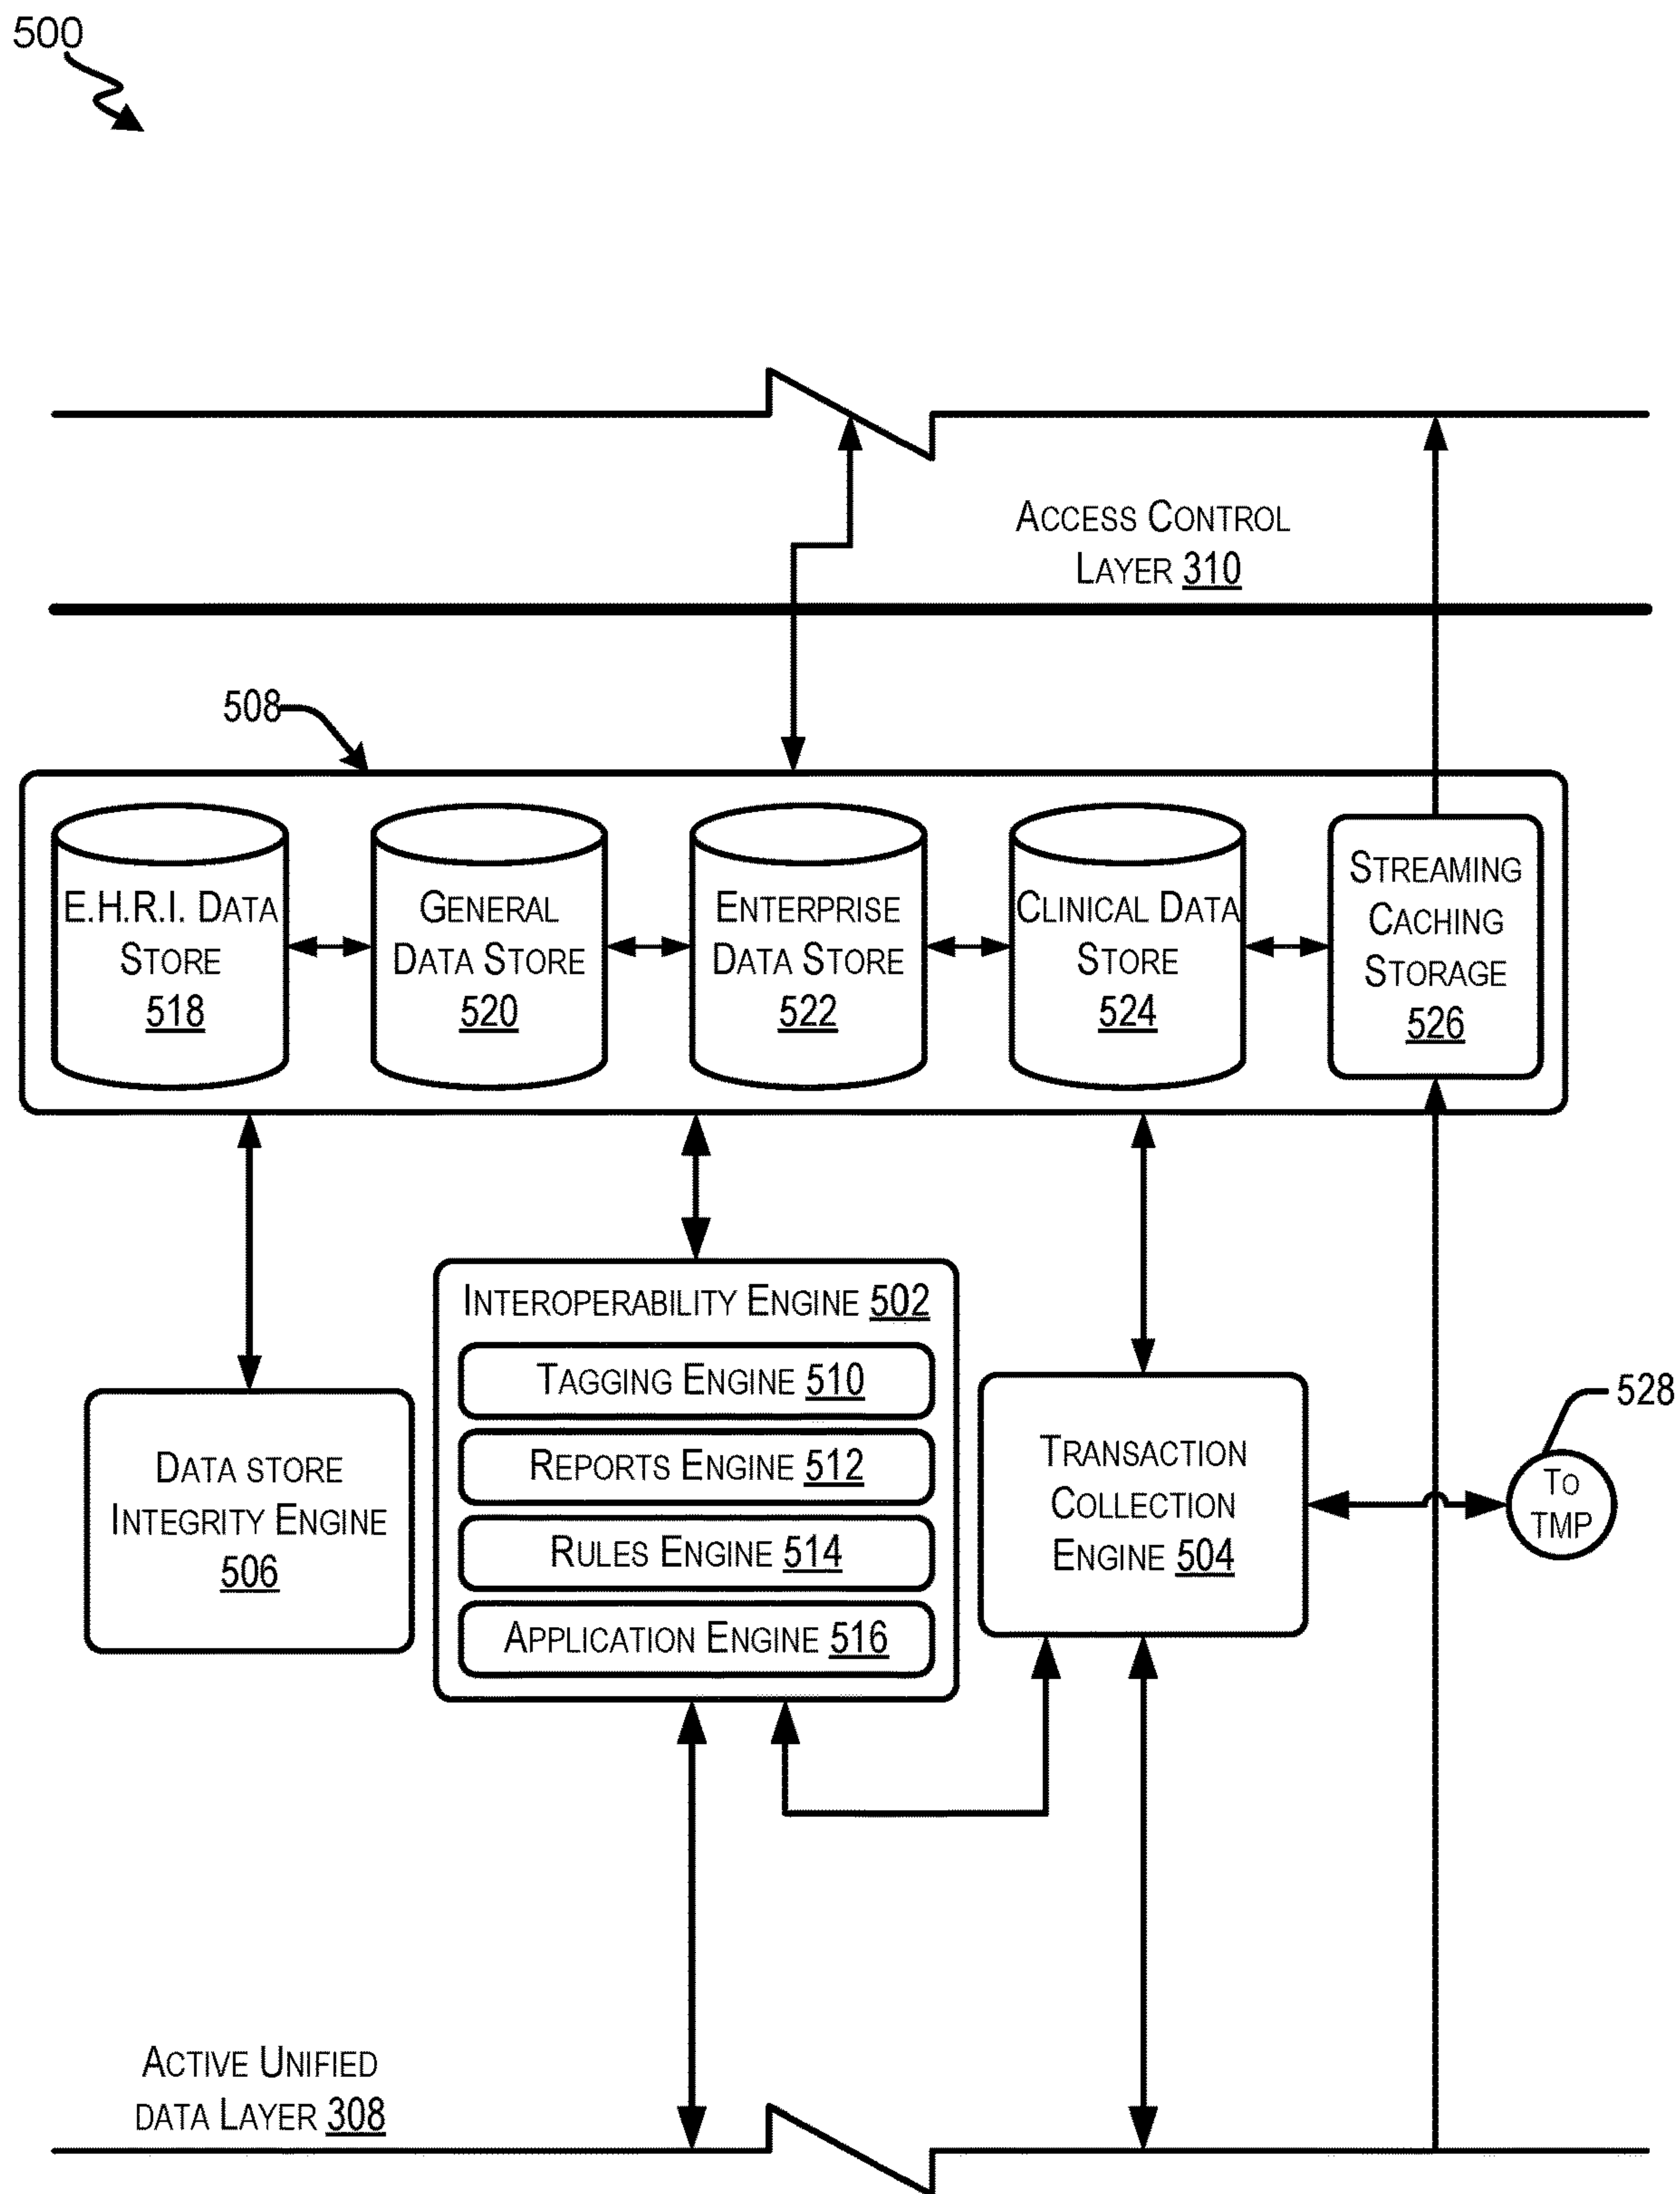 500
ACCESS CONTROL
LAYER 310
508
E.H.R.I. DATA
STORE
518
GENERAL
DATA STORE
520
ENTERPRISE
DATA STORE
522
CLINICAL DATA
STORE
524
STREAMING
CACHING
STORAGE
526
INTEROPERABILITY ENGINE 502
TAGGING ENGINE 510
REPORTS ENGINE 512
RULES ENGINE 514
APPLICATION ENGINE 516
DATA STORE
INTEGRITY ENGINE
506
TRANSACTION
COLLECTION
ENGINE 504
528
TO
TMP
ACTIVE UNIFIED
DATA LAYER 308